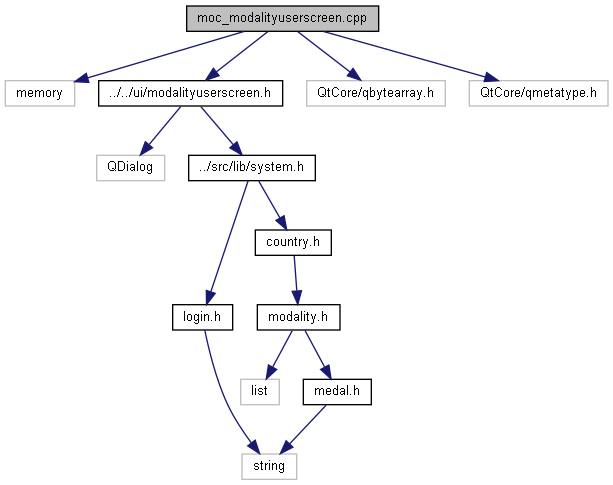 moc_modalityuserscreen.cpp
memory
../../ui/modalityuserscreen.h
QtCore/qbytearray.h
QtCore/qmetatype.h
QDialog
../src/lib/system.h
country.h
login.h
modality.h
list
medal.h
string